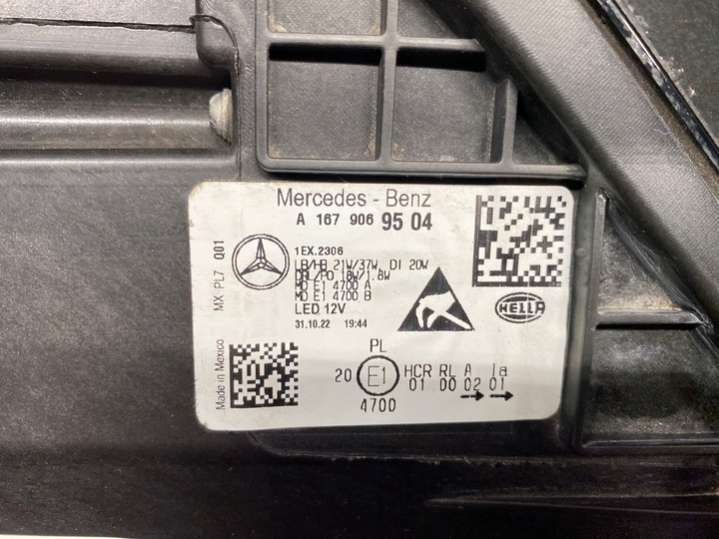 Mercedes - Benz
A 167 906 95 04
MX PL7 001
1EX.2306
LB/HB 21W/37W DI 20W
DRL/PO 18W/1.8W
MD E1 4700 A
MD E1 4700 B
LED 12V
31.10.22 19:44
HELLA
Made in Mexico
PL
20 E1 HCR RL A 1a
01 00 02 01
4700